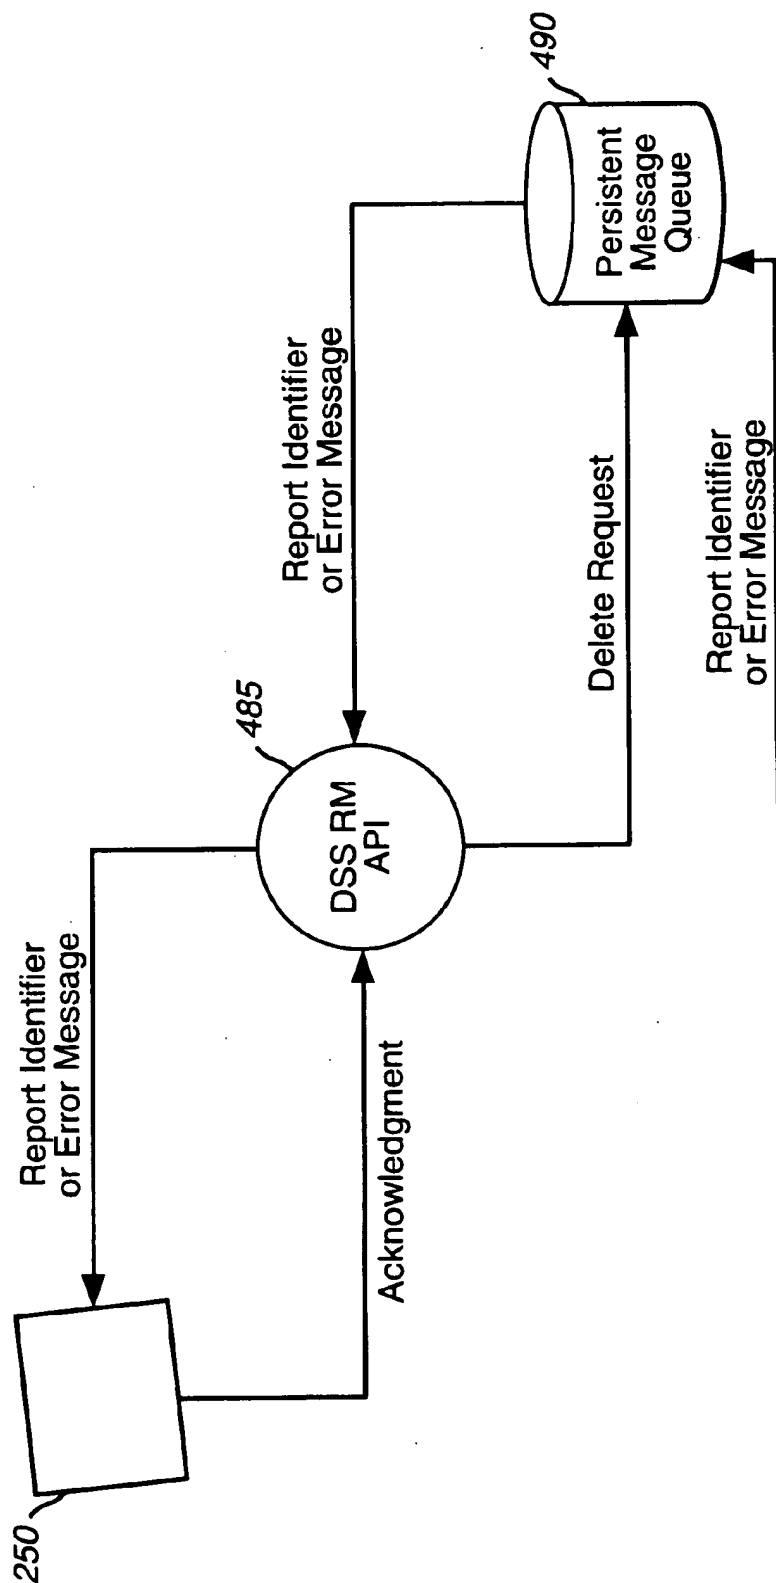 250
Report Identifier
or Error Message
Acknowledgment
485
DSS RM
API
Report Identifier
or Error Message
Delete Request
490
Persistent
Message
Queue
Report Identifier
or Error Message